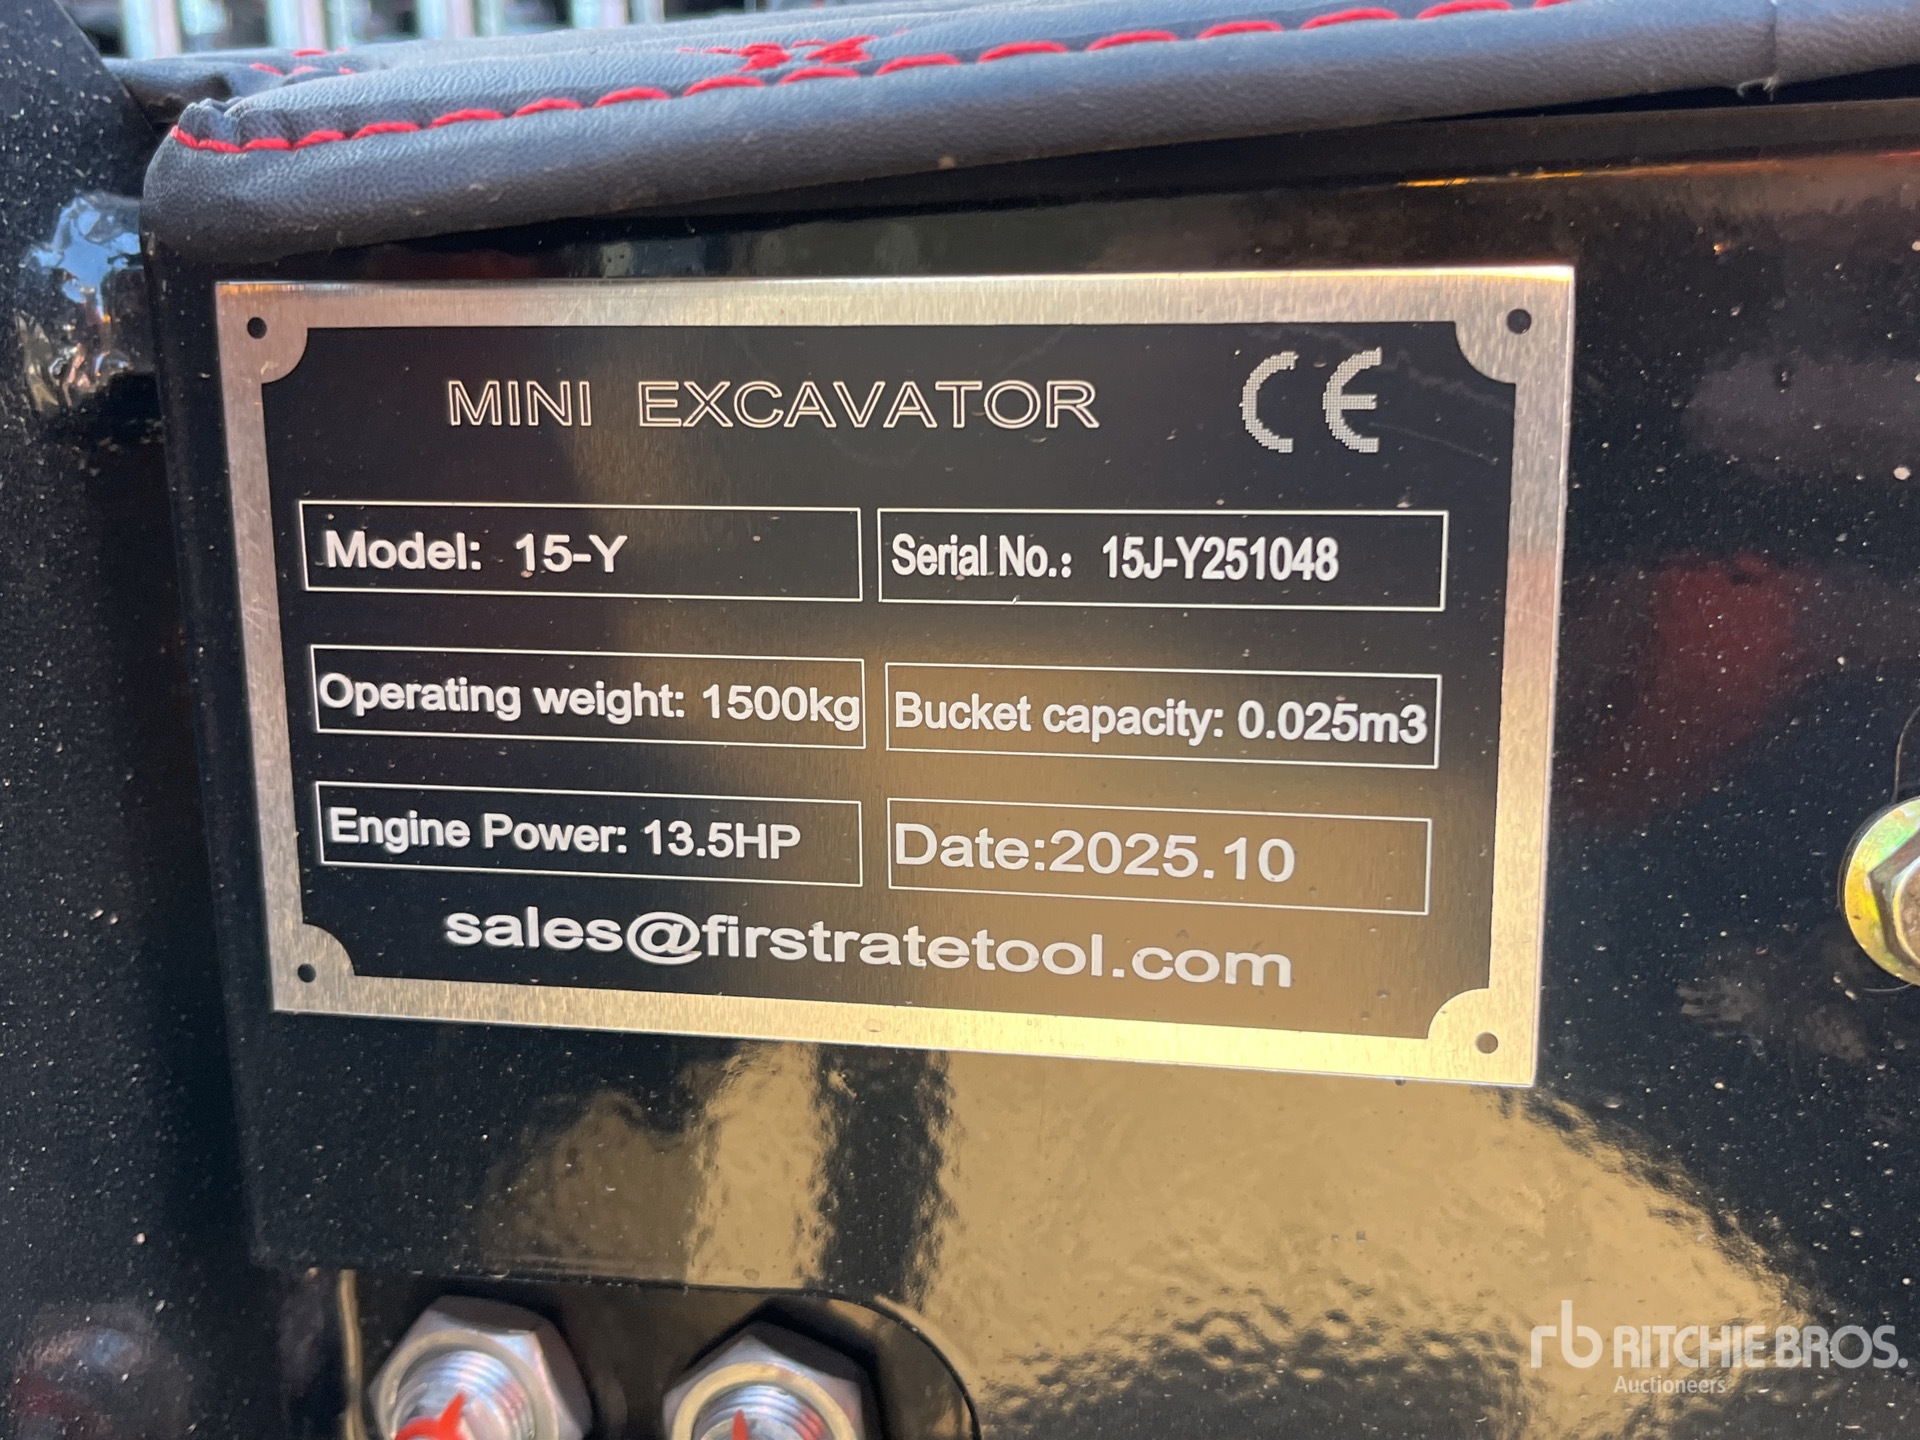 MINI EXCAVATOR CE
Model: 15-Y
Serial No.: 15J-Y251048
Operating weight: 1500kg
Bucket capacity: 0.025m3
Engine Power: 13.5HP
Date:2025.10
sales@firstratetool.com
rb RITCHIE BROS.
Auctioneers